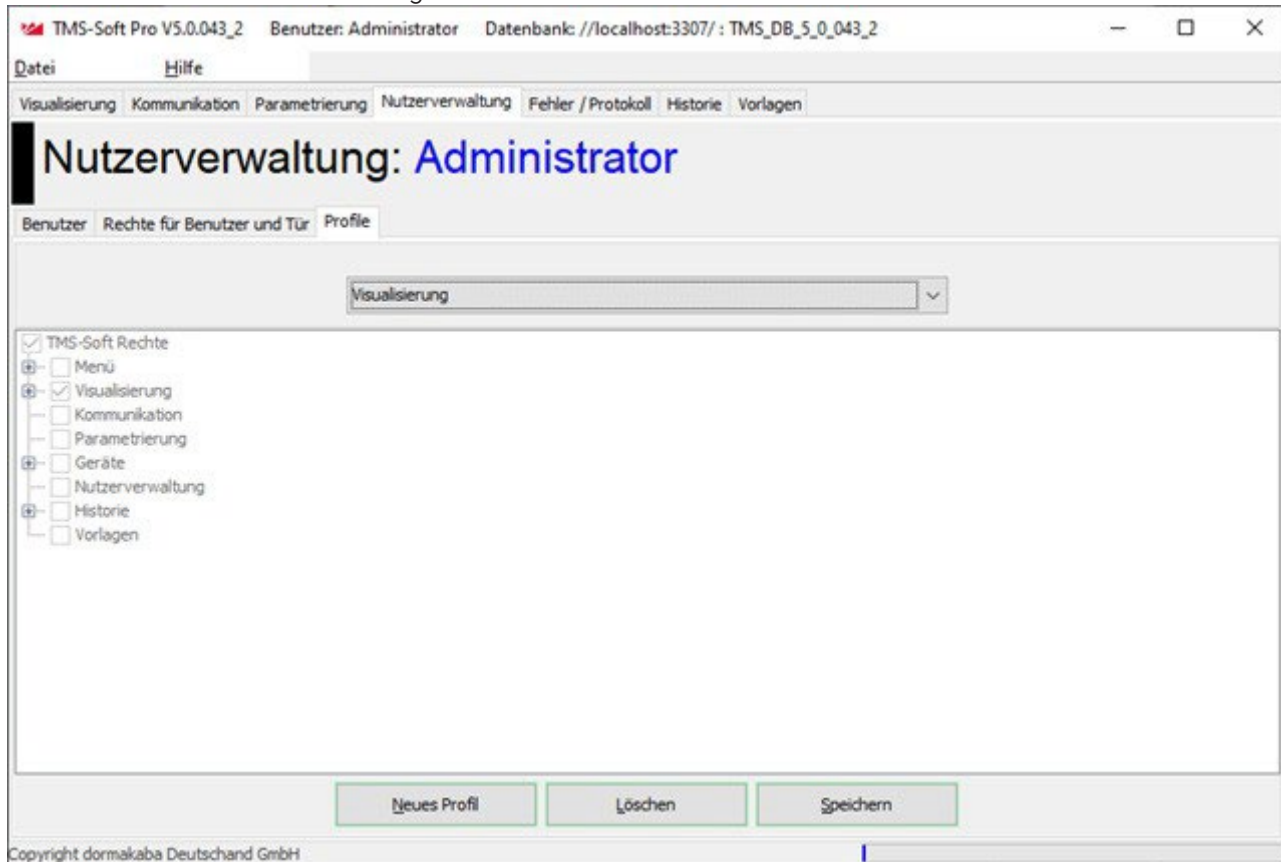 TMS-Soft Pro V5.0.043_2 Benutzer: Administrator Datenbank: //localhost:3307/ : TMS_DB_5_0_043_2
Datei Hilfe
Visualisierung Kommunikation Parametrierung Nutzerverwaltung Fehler / Protokoll Historie Vorlagen
Nutzerverwaltung: Administrator
Benutzer Rechte für Benutzer und Tür Profile
Visualisierung
TMS-Soft Rechte
Menü
Visualisierung
Kommunikation
Parametrierung
Geräte
Nutzerverwaltung
Historie
Vorlagen
Neues Profil Löschen Speichern
Copyright dormakaba Deutschand GmbH